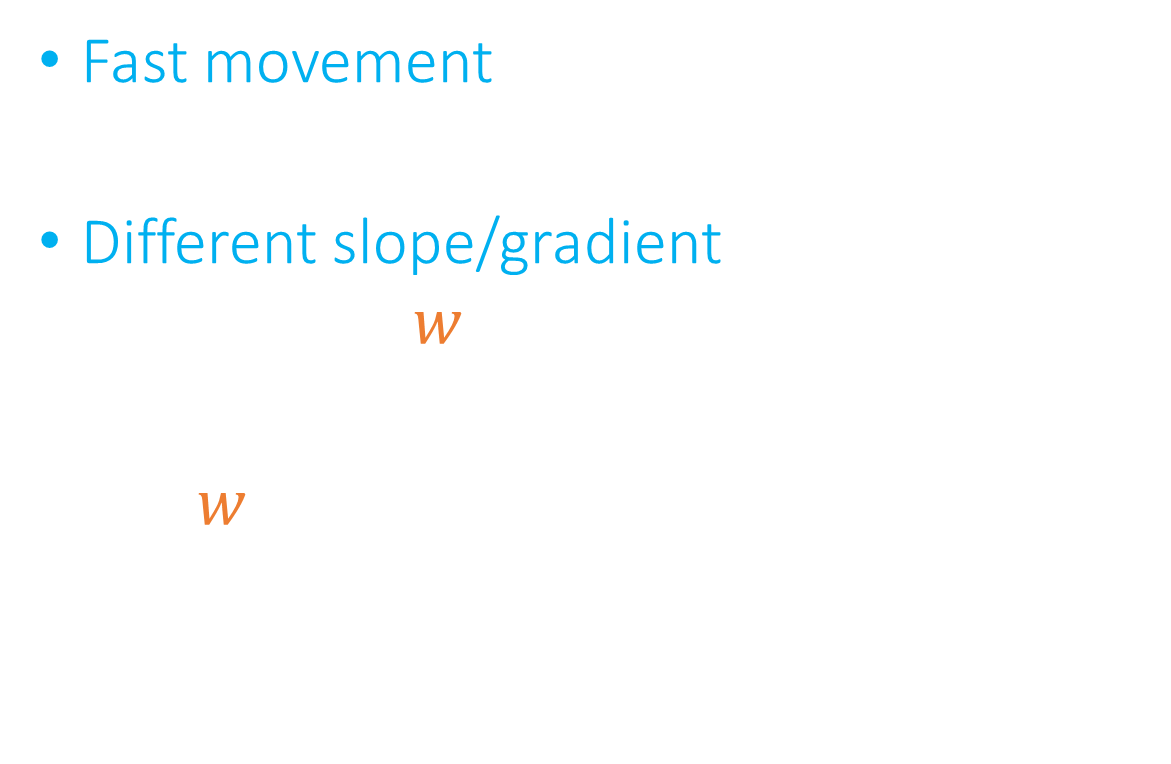 • Fast movement
• Different slope/gradient
w
w